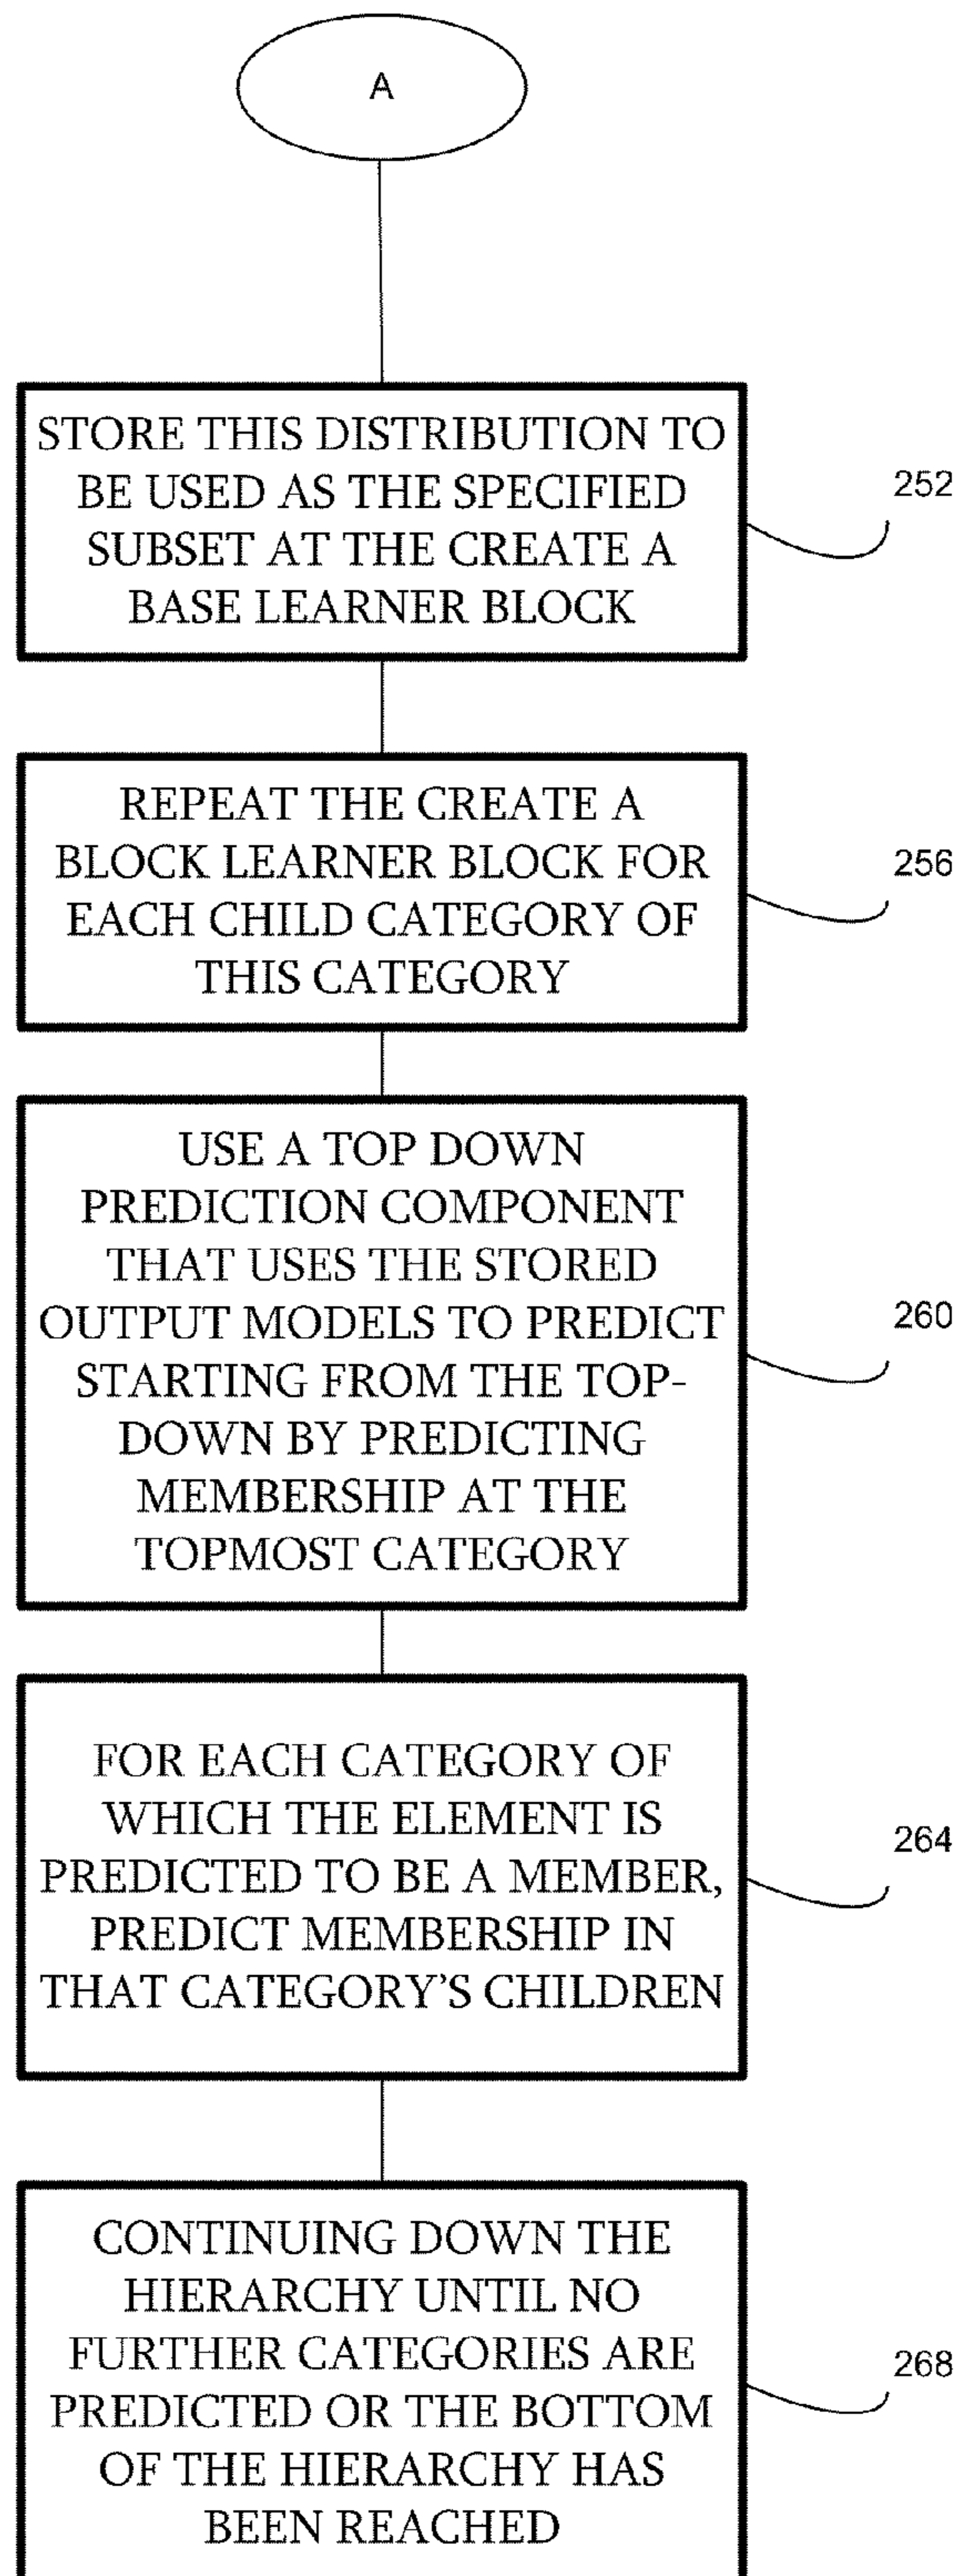 A
STORE THIS DISTRIBUTION TO
BE USED AS THE SPECIFIED
SUBSET AT THE CREATE A
BASE LEARNER BLOCK
252
REPEAT THE CREATE A
BLOCK LEARNER BLOCK FOR
EACH CHILD CATEGORY OF
THIS CATEGORY
256
USE A TOP DOWN
PREDICTION COMPONENT
THAT USES THE STORED
OUTPUT MODELS TO PREDICT
STARTING FROM THE TOP-
DOWN BY PREDICTING
MEMBERSHIP AT THE
TOPMOST CATEGORY
260
FOR EACH CATEGORY OF
WHICH THE ELEMENT IS
PREDICTED TO BE A MEMBER,
PREDICT MEMBERSHIP IN
THAT CATEGORY'S CHILDREN
264
CONTINUING DOWN THE
HIERARCHY UNTIL NO
FURTHER CATEGORIES ARE
PREDICTED OR THE BOTTOM
OF THE HIERARCHY HAS
BEEN REACHED
268